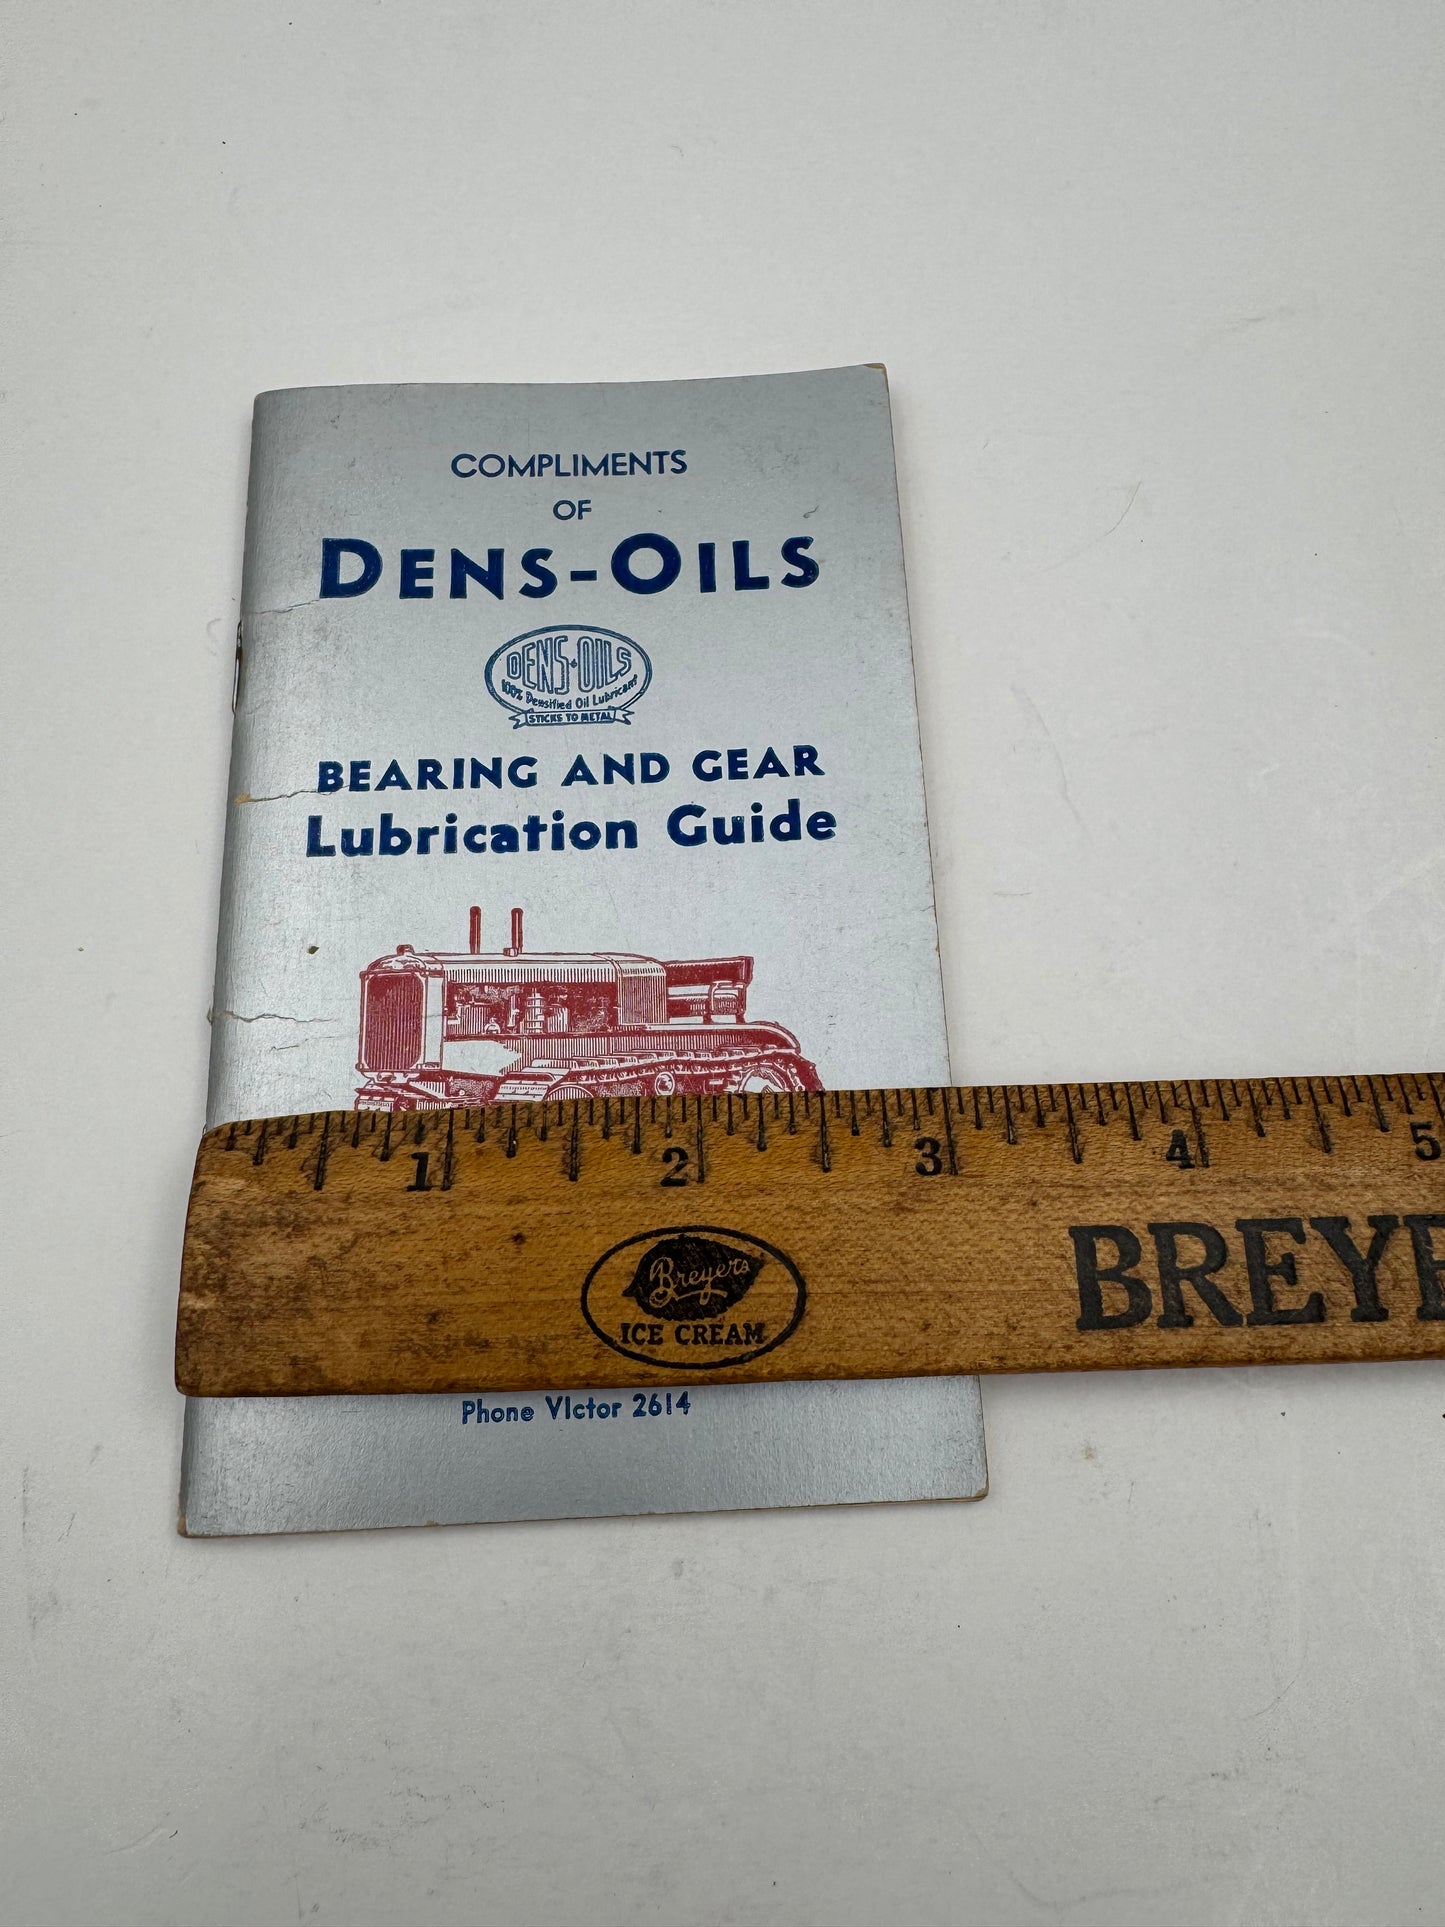 COMPLIMENTS
OF
DENS-OILS
DENS-OILS
100% Densified Oil Lubricant
STICKS TO METAL
BEARING AND GEAR
Lubrication Guide
1 2 3 4 5
Breyers
ICE CREAM
BREYE
Phone VIctor 2614